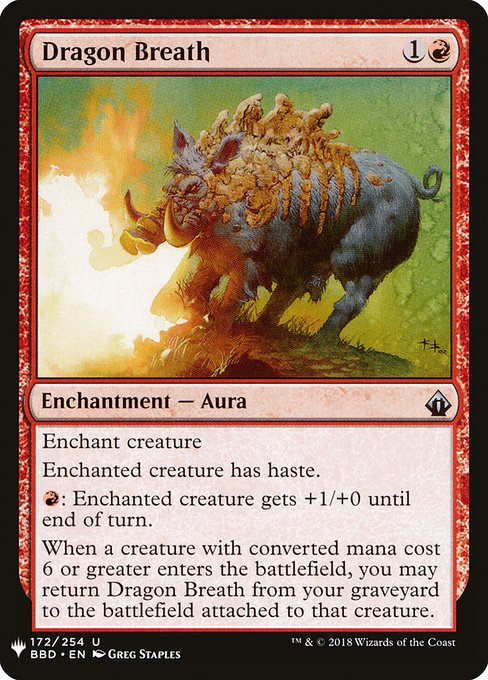 Dragon Breath 1
Enchantment — Aura
Enchant creature
Enchanted creature has haste.
: Enchanted creature gets +1/+0 until
end of turn.
When a creature with converted mana cost
6 or greater enters the battlefield, you may
return Dragon Breath from your graveyard
to the battlefield attached to that creature.
172/254 U
BBD • EN Greg Staples
™ & © 2018 Wizards of the Coast